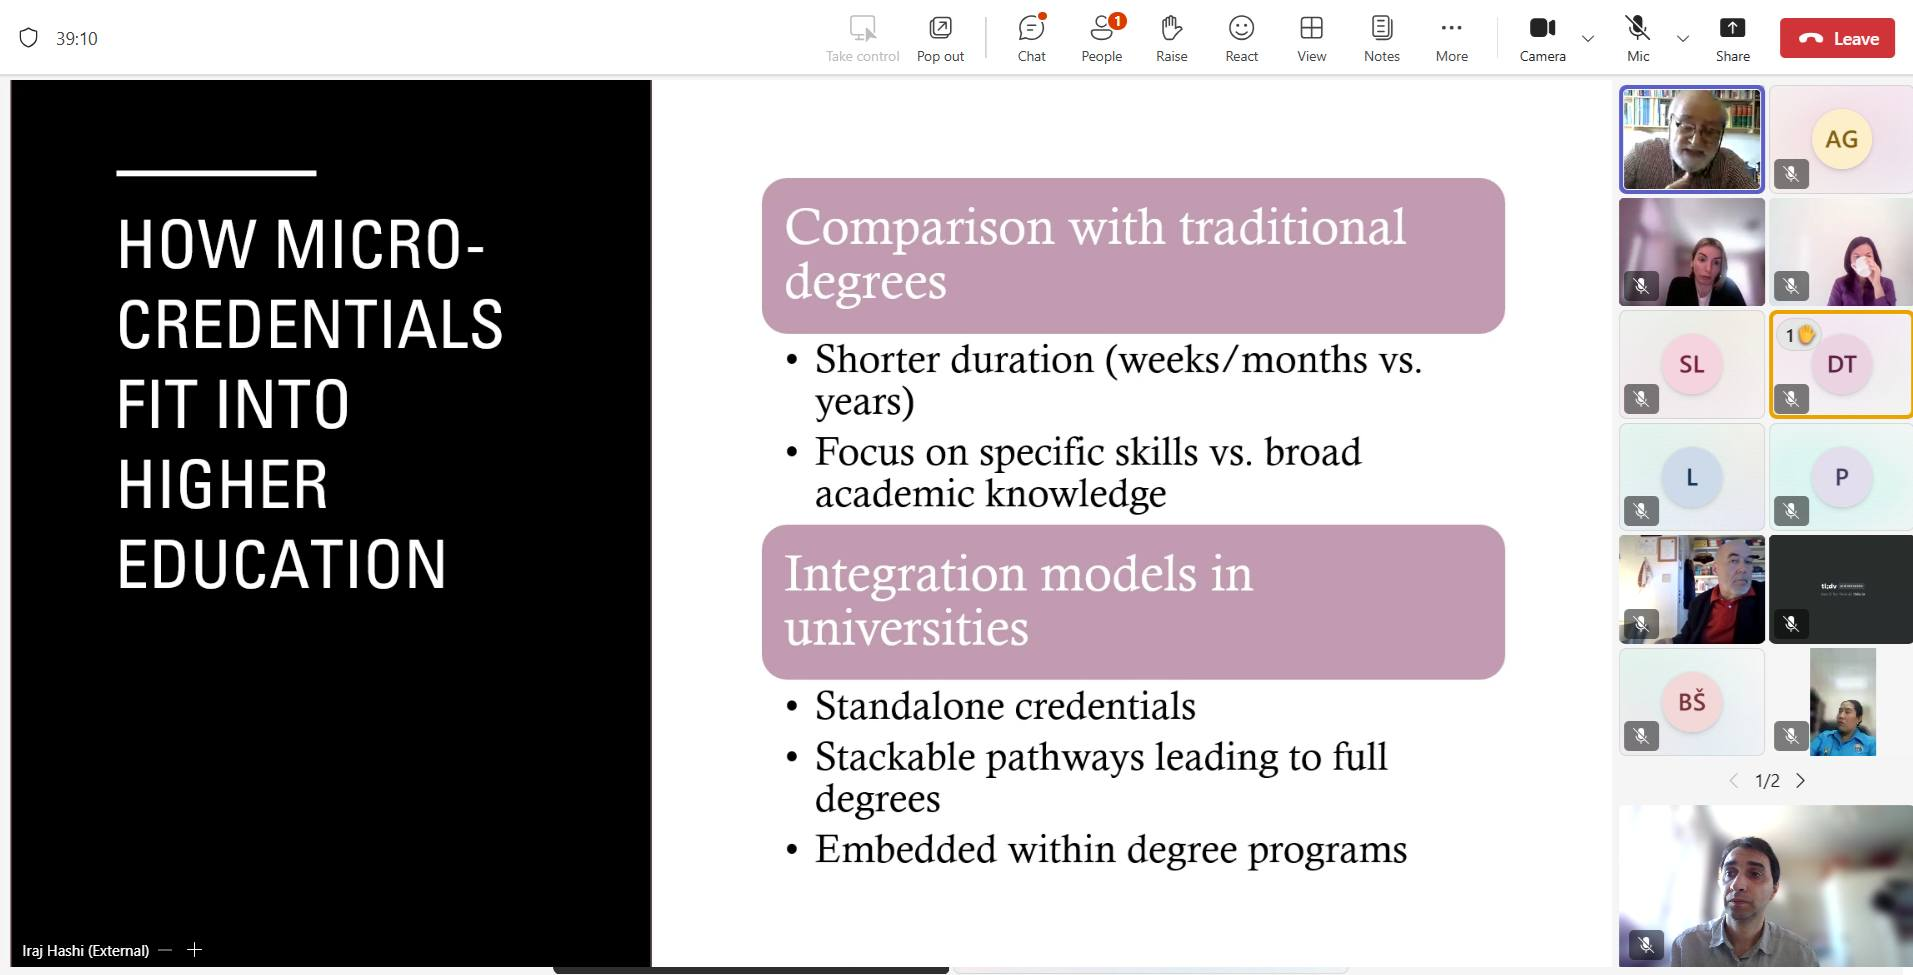 39:10
Take control
Pop out
Chat
1
People
Raise
React
View
Notes
More
Camera
Mic
Share
Leave
HOW MICRO-
CREDENTIALS
FIT INTO
HIGHER
EDUCATION
Comparison with traditional
degrees
• Shorter duration (weeks/months vs.
years)
• Focus on specific skills vs. broad
academic knowledge
Integration models in
universities
• Standalone credentials
• Stackable pathways leading to full
degrees
• Embedded within degree programs
Iraj Hashi (External)
AG
SL
1
DT
L
P
tl;dv
BŠ
1/2